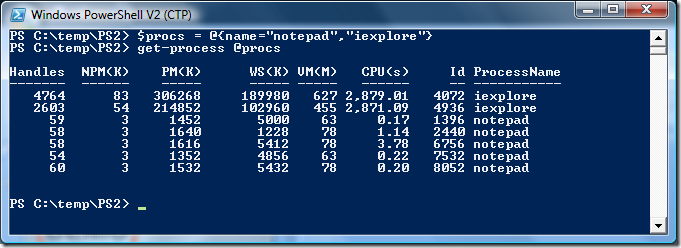 Windows PowerShell V2 (CTP)
PS C:\temp\PS2> $procs = @{name="notepad","iexplore"}
PS C:\temp\PS2> get-process @procs
Handles NPM(K) PM(K) WS(K) VM(M) CPU(s) Id ProcessName
------- ------ ----- ----- ----- ------ -- -----------
4764 83 306268 189980 627 2,879.01 4072 iexplore
2603 54 214852 102960 455 2,871.09 4936 iexplore
59 3 1452 5000 63 0.17 1396 notepad
58 3 1640 1228 78 1.14 2440 notepad
58 3 1616 5412 78 3.78 6756 notepad
54 3 1352 4856 63 0.22 7532 notepad
60 3 1532 5432 78 0.20 8052 notepad
PS C:\temp\PS2> _